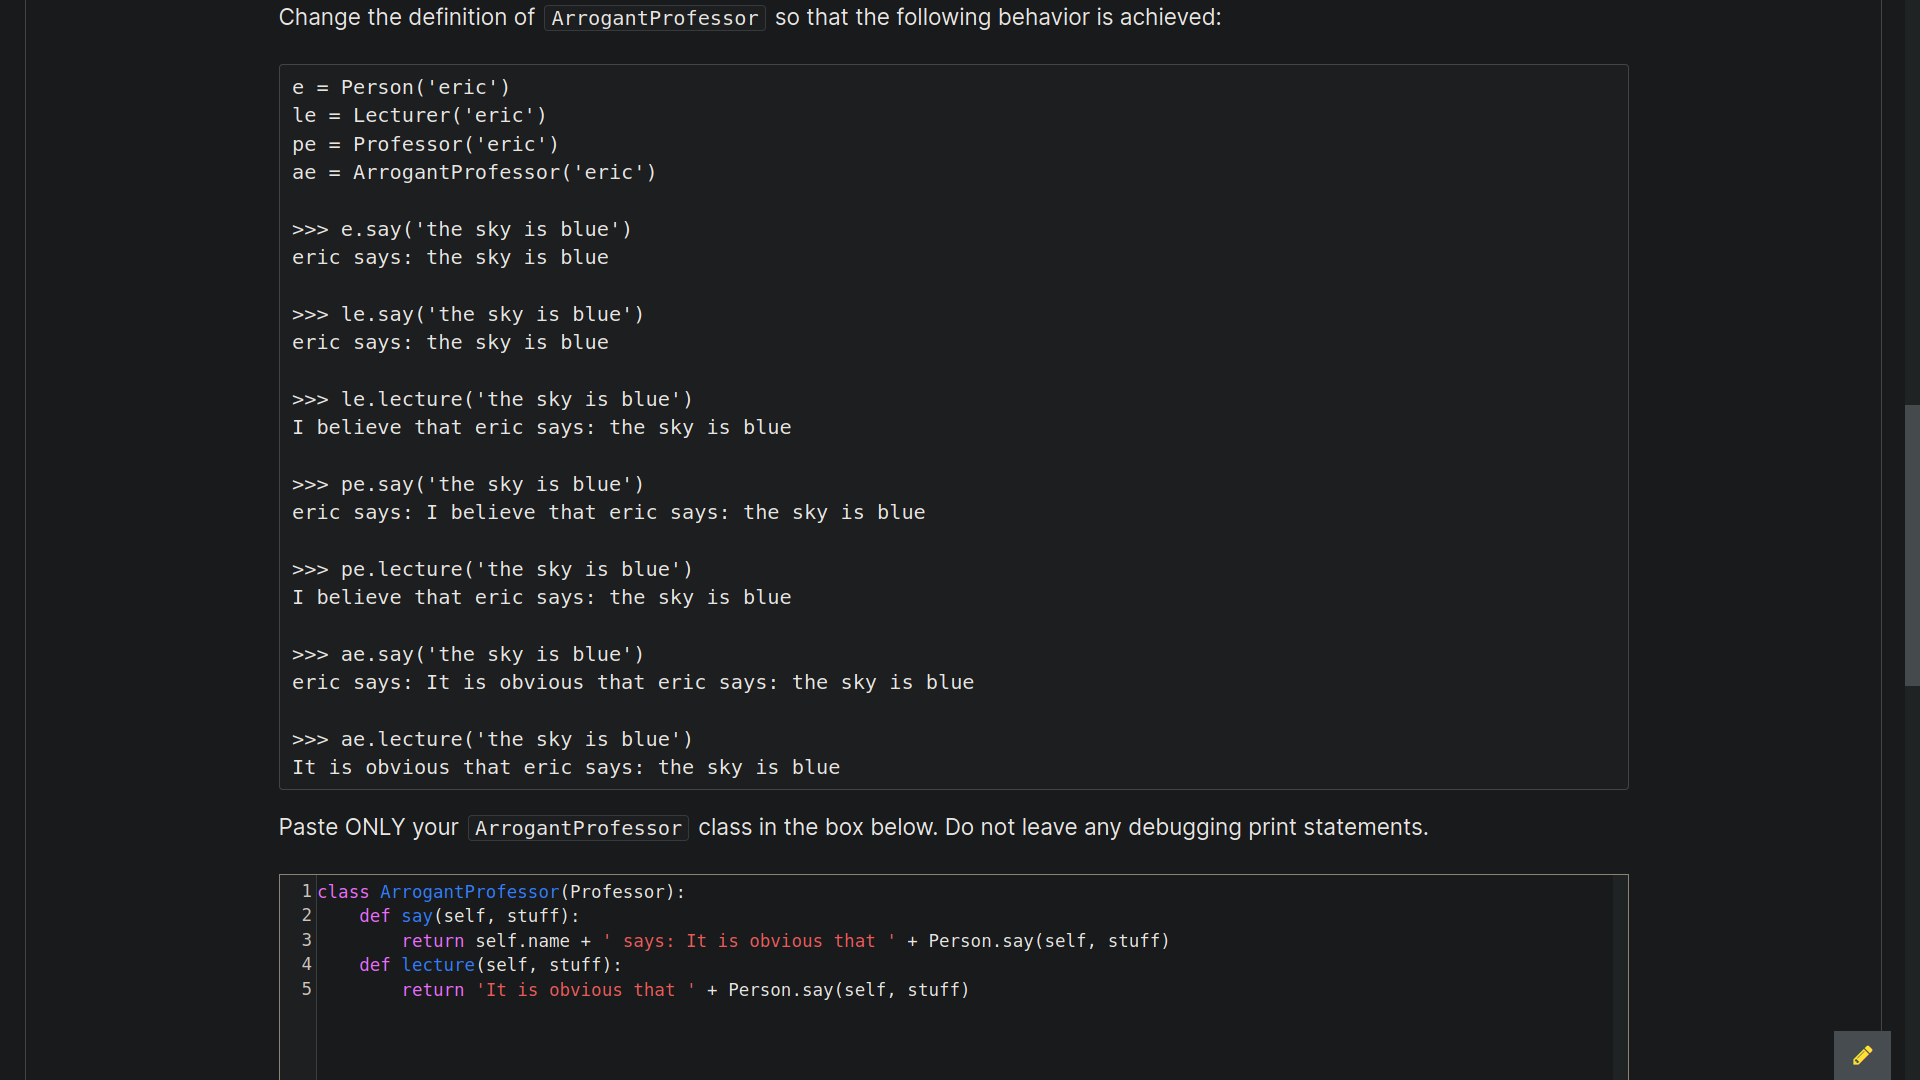 Change the definition of ArrogantProfessor so that the following behavior is achieved:
e = Person('eric')
le = Lecturer('eric')
pe = Professor('eric')
ae = ArrogantProfessor('eric')
>>> e.say('the sky is blue')
eric says: the sky is blue
>>> le.say('the sky is blue')
eric says: the sky is blue
>>> le.lecture('the sky is blue')
I believe that eric says: the sky is blue
>>> pe.say('the sky is blue')
eric says: I believe that eric says: the sky is blue
>>> pe.lecture('the sky is blue')
I believe that eric says: the sky is blue
>>> ae.say('the sky is blue')
eric says: It is obvious that eric says: the sky is blue
>>> ae.lecture('the sky is blue')
It is obvious that eric says: the sky is blue
Paste ONLY your ArrogantProfessor class in the box below. Do not leave any debugging print statements.
1 class ArrogantProfessor(Professor):
2     def say(self, stuff):
3         return self.name + ' says: It is obvious that ' + Person.say(self, stuff)
4     def lecture(self, stuff):
5         return 'It is obvious that ' + Person.say(self, stuff)